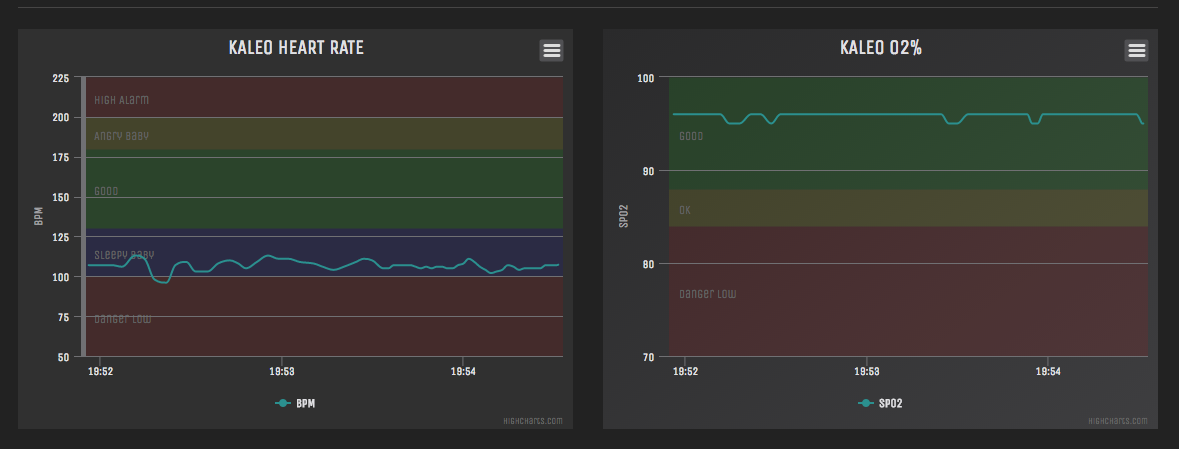 KALEO HEART RATE
225
200
175
150
125
100
75
50
BPM
HIGH ALARM
ANGRY BABY
GOOD
SLEEPY BABY
DANGER LOW
19:52
19:53
19:54
BPM
HIGHCHARTS.COM
KALEO O2%
100
90
80
70
SPO2
GOOD
OK
DANGER LOW
19:52
19:53
19:54
SPO2
HIGHCHARTS.COM